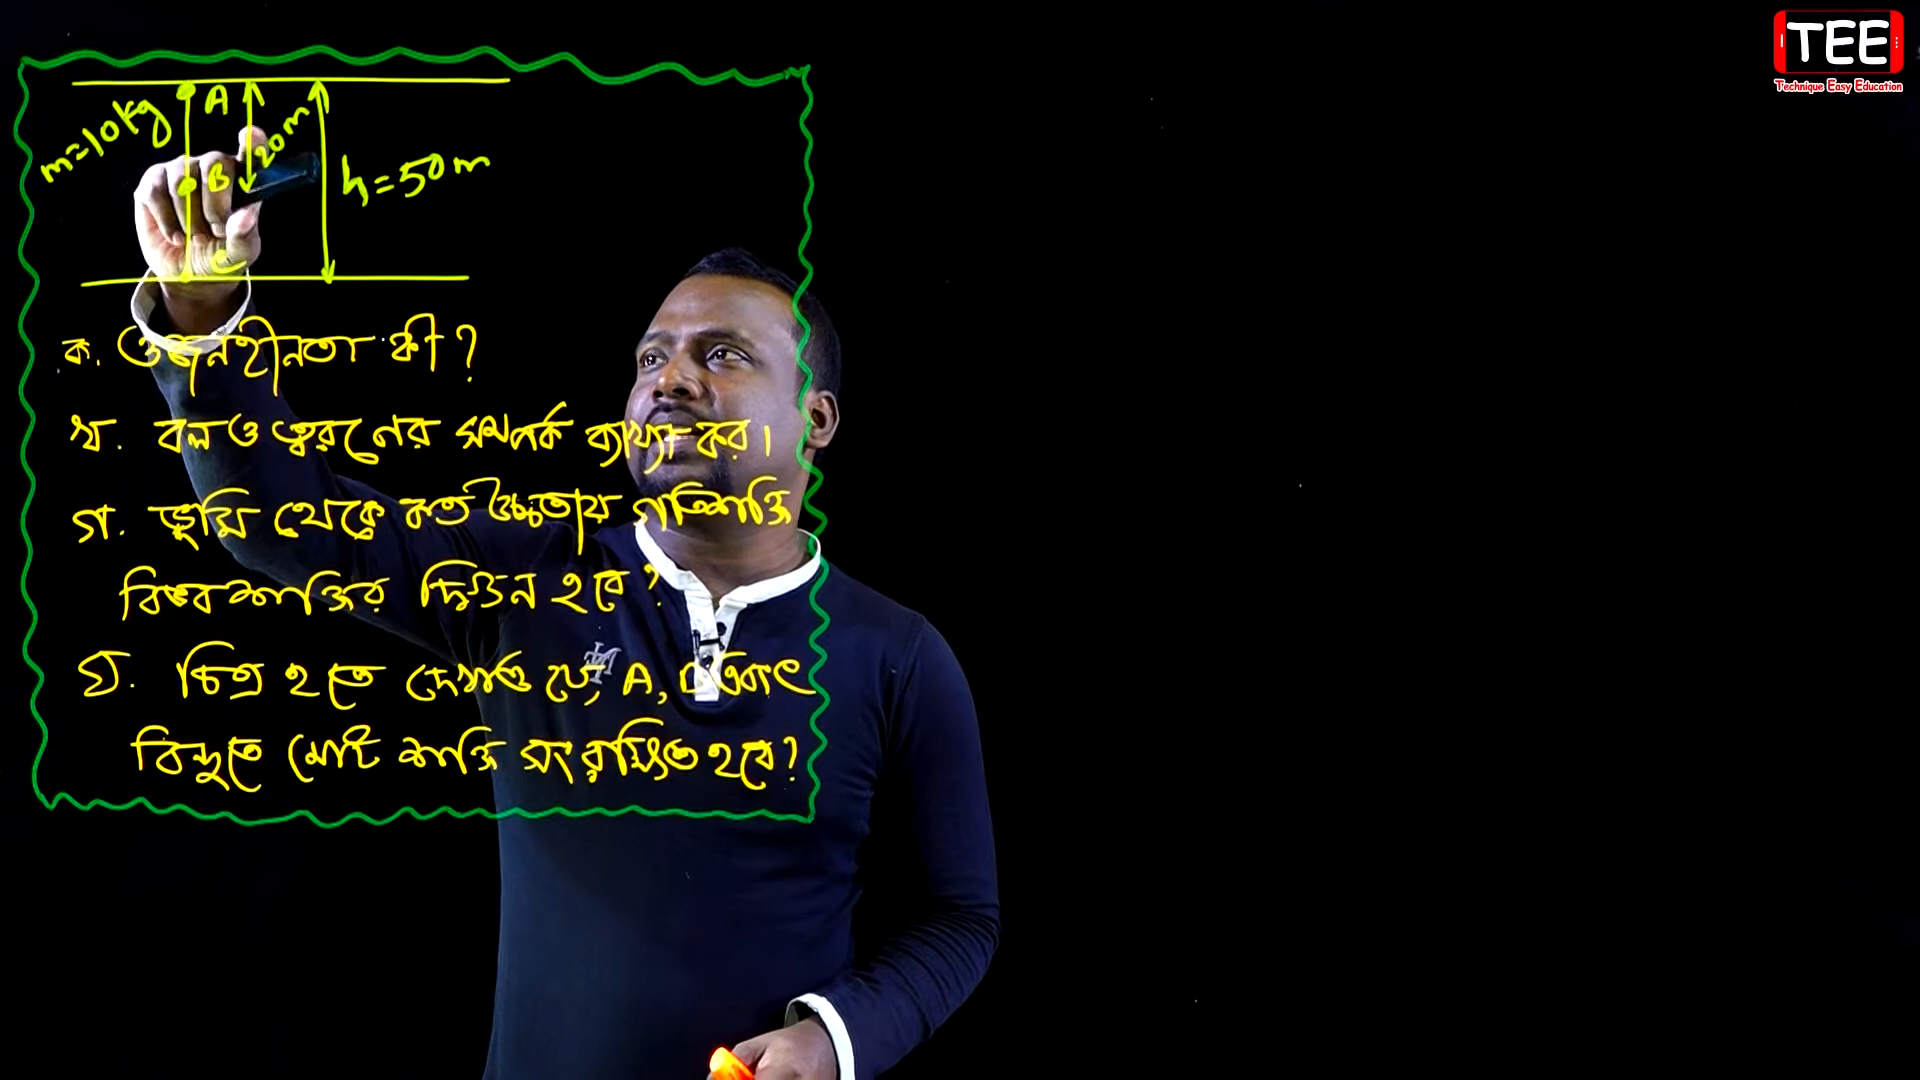 TEE
Technique Easy Education
m=10kg
A
20m
B
h=50m
C
ক. ওজনহীনতা কী?
খ. বল ও ত্বরণের সম্পর্ক ব্যাখ্যা কর।
গ. ভূমি থেকে কত উচ্চতায় গতিশক্তি
বিভবশক্তির দ্বিগুন হবে?
ঘ. চিত্র হতে দেখাও যে, A,
বিন্দুতে মোট শক্তি সংরক্ষিত হবে?